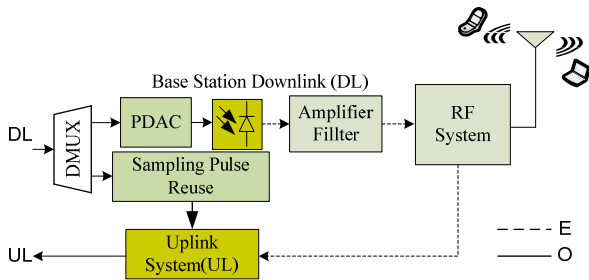 Base Station Downlink (DL)
DL
DMUX
PDAC
Amplifier
Fillter
RF
System
Sampling Pulse
Reuse
UL
Uplink
System(UL)
E
O